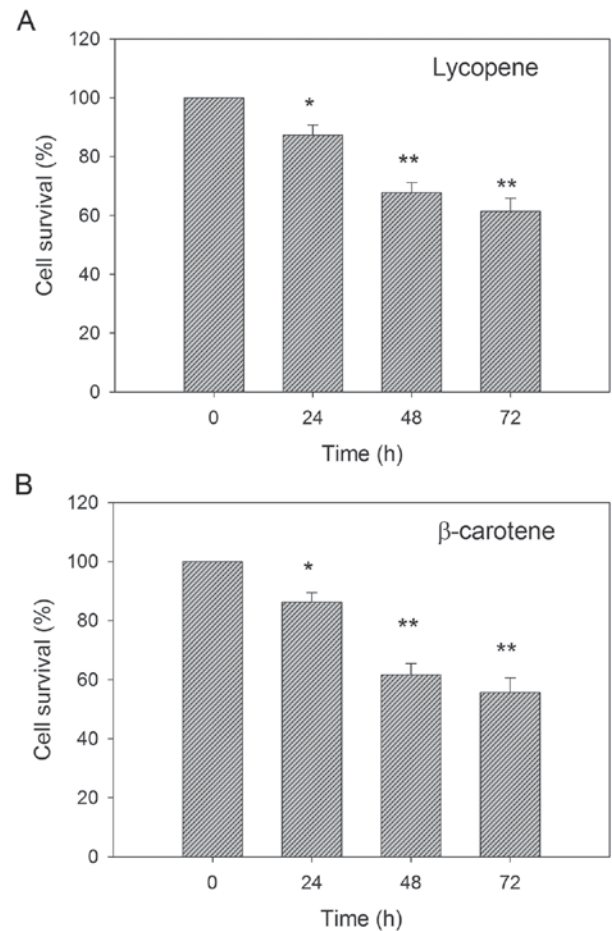 A
Lycopene
Cell survival (%)
120
100
80
60
40
20
0
*
**
**
0 24 48 72
Time (h)
B
β-carotene
Cell survival (%)
120
100
80
60
40
20
0
*
**
**
0 24 48 72
Time (h)